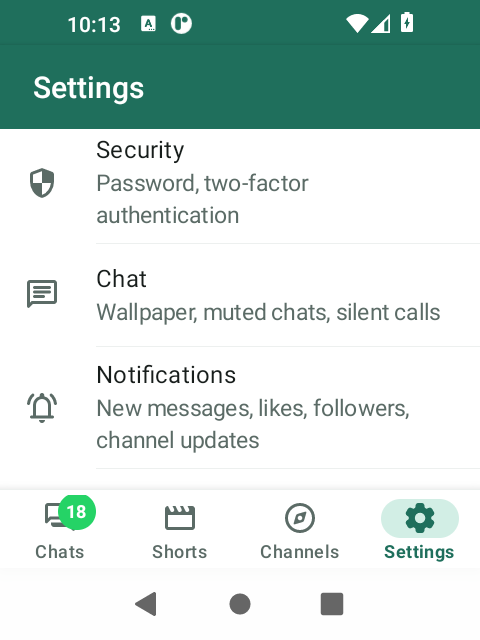 10:13
Settings
Security
Password, two-factor
authentication
Chat
Wallpaper, muted chats, silent calls
Notifications
New messages, likes, followers,
channel updates
18
Chats
Shorts
Channels
Settings